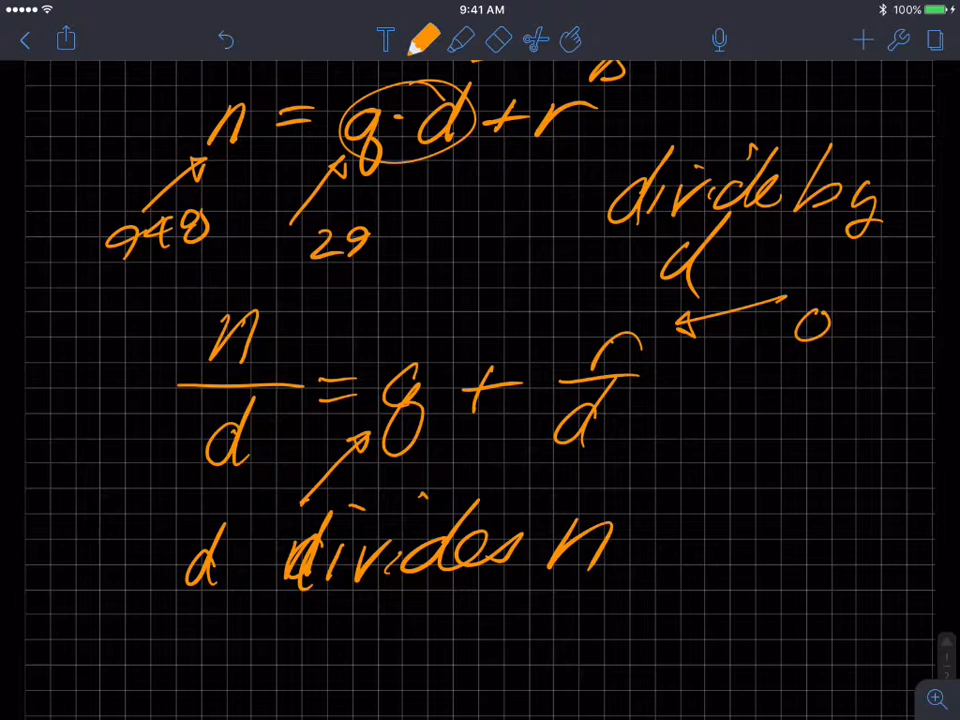 9:41 AM
100%
T
n = q · d + r
948
29
divide by
d
0
n/d = q + r/d
d divides n